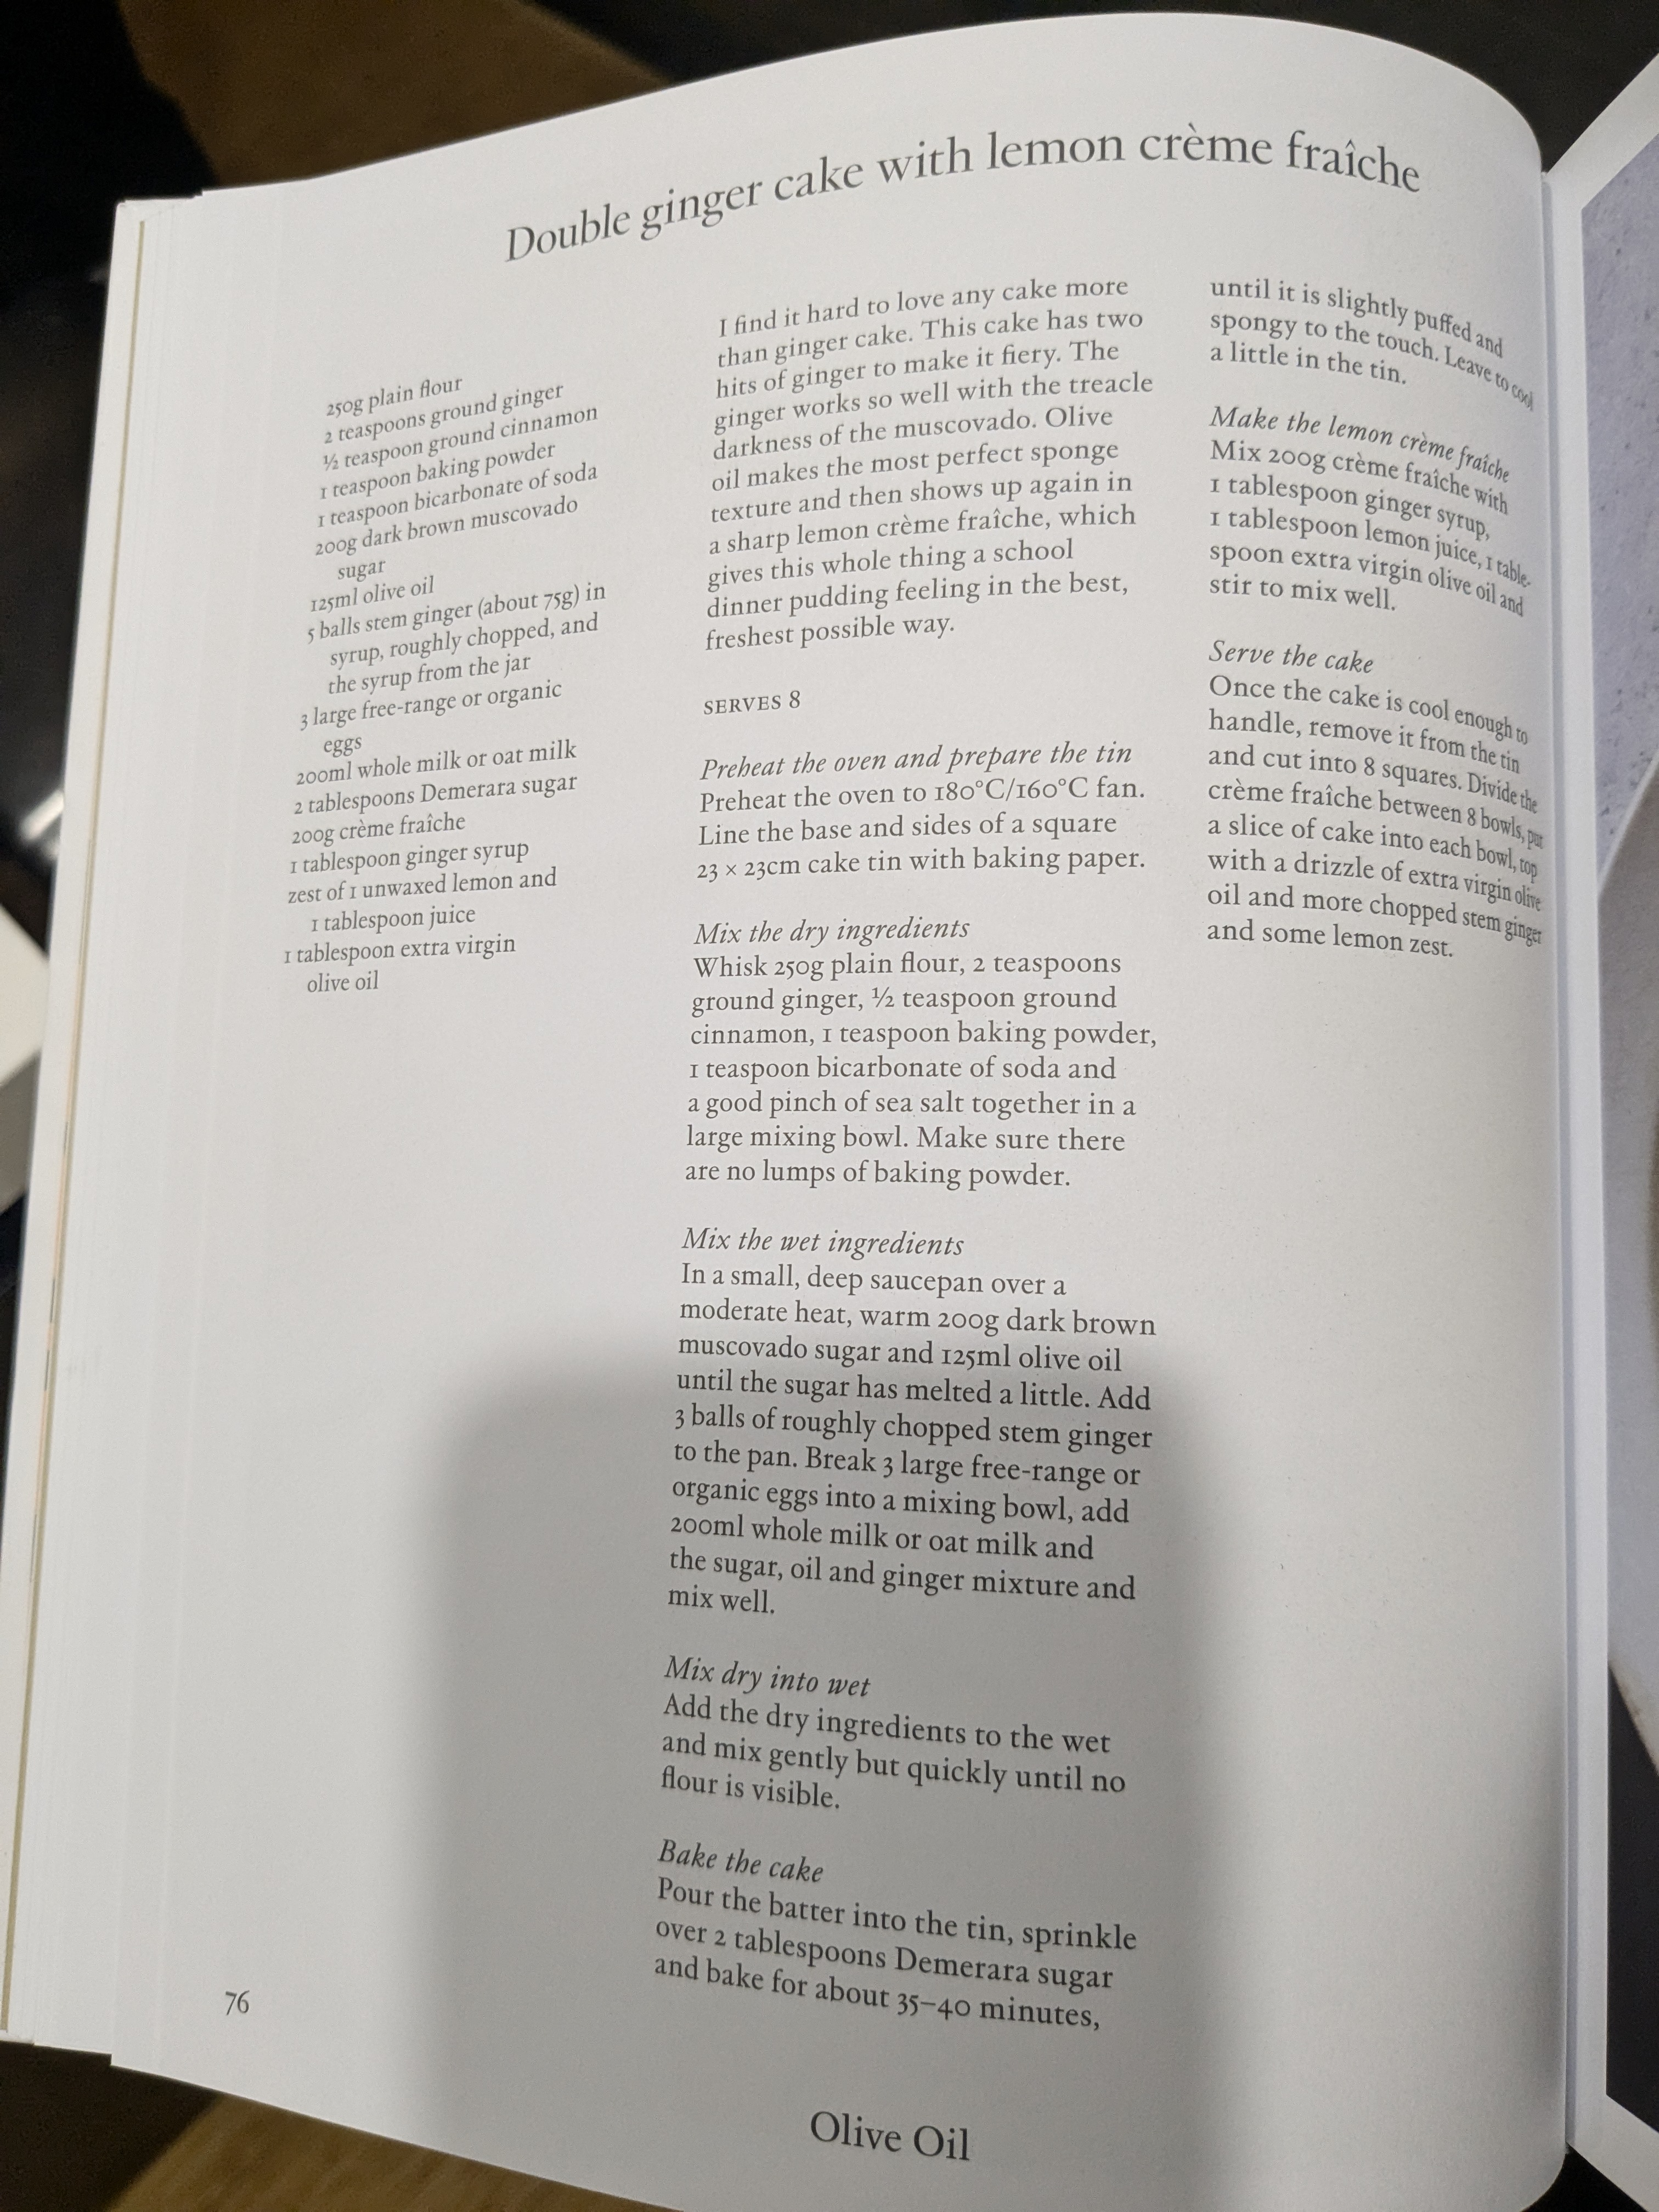 Double ginger cake with lemon crème fraîche
250g plain flour
2 teaspoons ground ginger
½ teaspoon ground cinnamon
1 teaspoon baking powder
1 teaspoon bicarbonate of soda
200g dark brown muscovado
sugar
125ml olive oil
5 balls stem ginger (about 75g) in
syrup, roughly chopped, and
the syrup from the jar
3 large free-range or organic
eggs
200ml whole milk or oat milk
2 tablespoons Demerara sugar
200g crème fraîche
1 tablespoon ginger syrup
zest of 1 unwaxed lemon and
1 tablespoon juice
1 tablespoon extra virgin
olive oil
I find it hard to love any cake more
than ginger cake. This cake has two
hits of ginger to make it fiery. The
ginger works so well with the treacle
darkness of the muscovado. Olive
oil makes the most perfect sponge
texture and then shows up again in
a sharp lemon crème fraîche, which
gives this whole thing a school
dinner pudding feeling in the best,
freshest possible way.
SERVES 8
Preheat the oven and prepare the tin
Preheat the oven to 180°C/160°C fan.
Line the base and sides of a square
23 × 23cm cake tin with baking paper.
Mix the dry ingredients
Whisk 250g plain flour, 2 teaspoons
ground ginger, ½ teaspoon ground
cinnamon, 1 teaspoon baking powder,
1 teaspoon bicarbonate of soda and
a good pinch of sea salt together in a
large mixing bowl. Make sure there
are no lumps of baking powder.
Mix the wet ingredients
In a small, deep saucepan over a
moderate heat, warm 200g dark brown
muscovado sugar and 125ml olive oil
until the sugar has melted a little. Add
3 balls of roughly chopped stem ginger
to the pan. Break 3 large free-range or
organic eggs into a mixing bowl, add
200ml whole milk or oat milk and
the sugar, oil and ginger mixture and
mix well.
Mix dry into wet
Add the dry ingredients to the wet
and mix gently but quickly until no
flour is visible.
Bake the cake
Pour the batter into the tin, sprinkle
over 2 tablespoons Demerara sugar
and bake for about 35–40 minutes,
until it is slightly puffed and
spongy to the touch. Leave to cool
a little in the tin.
Make the lemon crème fraîche
Mix 200g crème fraîche with
1 tablespoon ginger syrup,
1 tablespoon lemon juice, 1 table-
spoon extra virgin olive oil and
stir to mix well.
Serve the cake
Once the cake is cool enough to
handle, remove it from the tin
and cut into 8 squares. Divide the
crème fraîche between 8 bowls, put
a slice of cake into each bowl, top
with a drizzle of extra virgin olive
oil and more chopped stem ginger
and some lemon zest.
76
Olive Oil